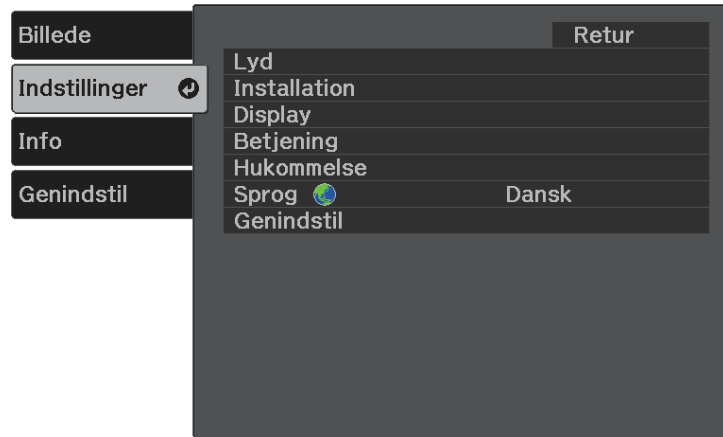 Billede
Indstillinger
Info
Genindstil
Retur
Lyd
Installation
Display
Betjening
Hukommelse
Sprog Dansk
Genindstil